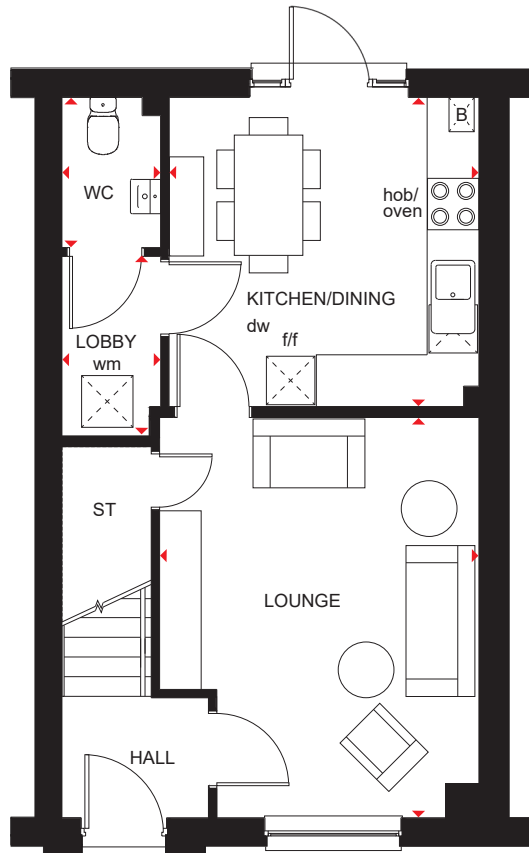 B
WC
hob/
oven
KITCHEN/DINING
dw
f/f
LOBBY
wm
ST
LOUNGE
HALL